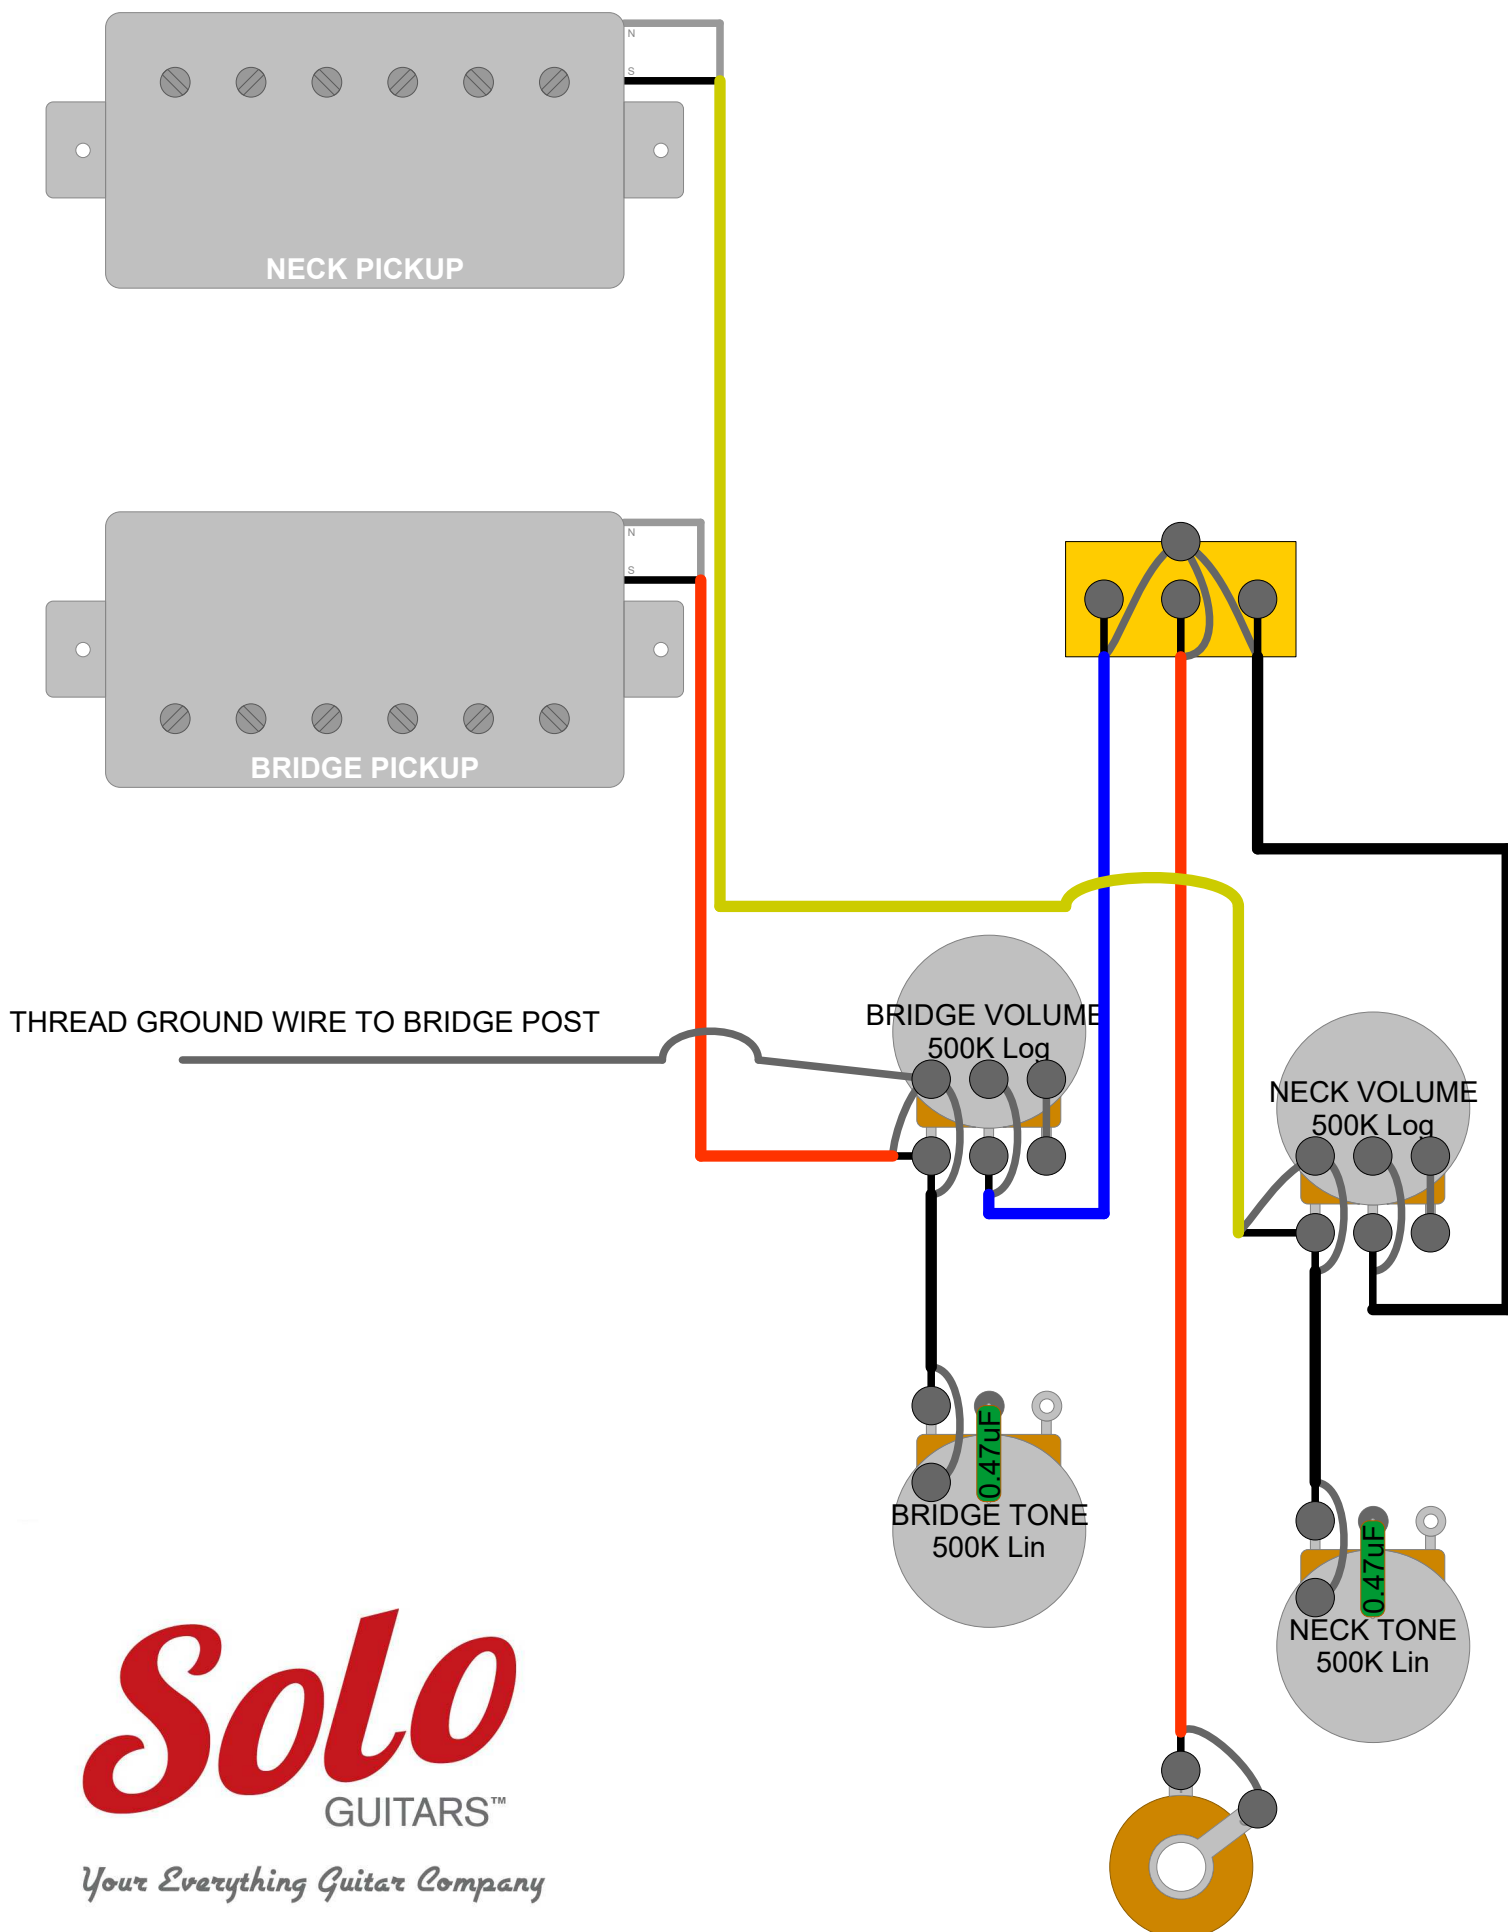 N
S
NECK PICKUP
N
S
BRIDGE PICKUP
THREAD GROUND WIRE TO BRIDGE POST
BRIDGE VOLUME
500K Log
NECK VOLUME
500K Log
0.47uF
BRIDGE TONE
500K Lin
0.47uF
NECK TONE
500K Lin
Solo
GUITARS™
Your Everything Guitar Company